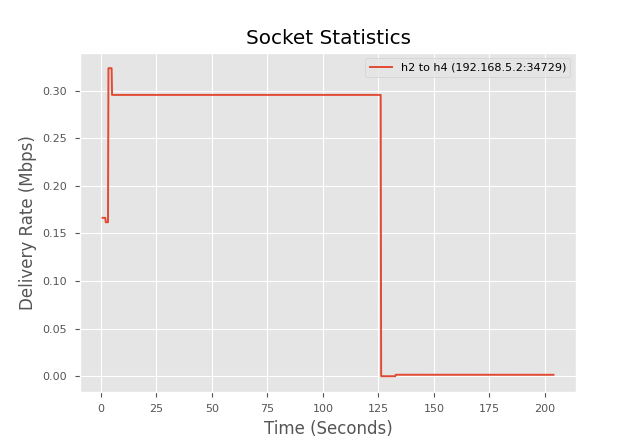 Socket Statistics
h2 to h4 (192.168.5.2:34729)
Delivery Rate (Mbps)
0.30
0.25
0.20
0.15
0.10
0.05
0.00
0 25 50 75 100 125 150 175 200
Time (Seconds)